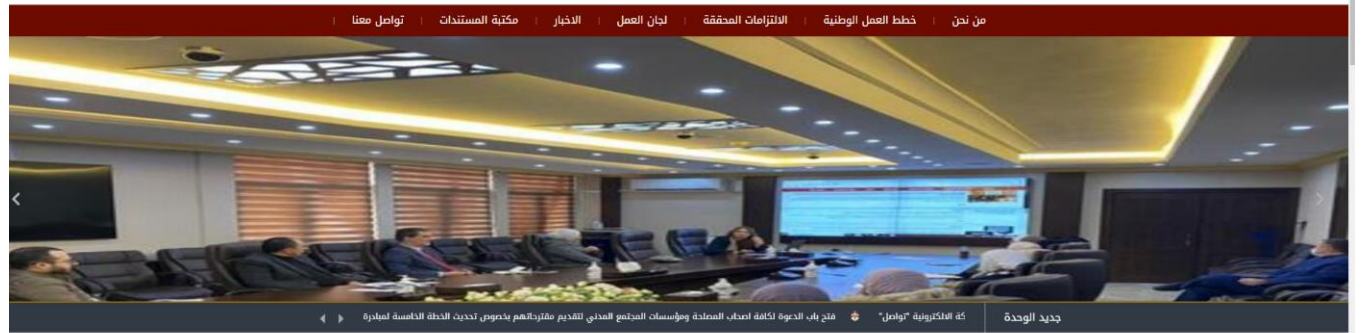 من نحن | خطط العمل الوطنية | الالتزامات المحققة | لجان العمل | الاخبار | مكتبة المستندات | تواصل معنا |
جديد الوحدة
كة الالكترونية "تواصل" فتح باب الدعوة لكافة اصحاب المصلحة ومؤسسات المجتمع المدني لتقديم مقترحاتهم بخصوص تحديث الخطة الخامسة لمبادرة